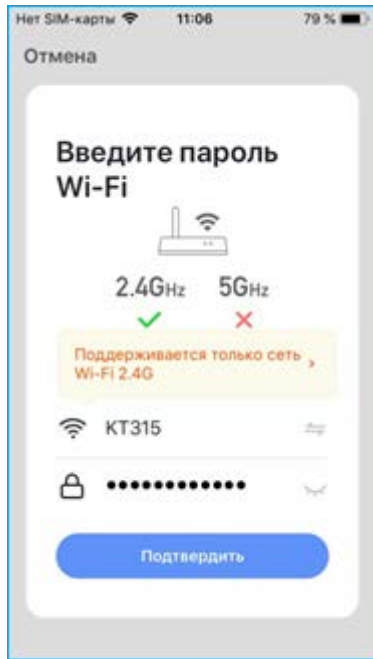 Нет SIM-карты 11:06 79 %
Отмена
Введите пароль
Wi-Fi
2.4GHz 5GHz
Поддерживается только сеть
Wi-Fi 2.4G
KT315
••••••••••••
Подтвердить